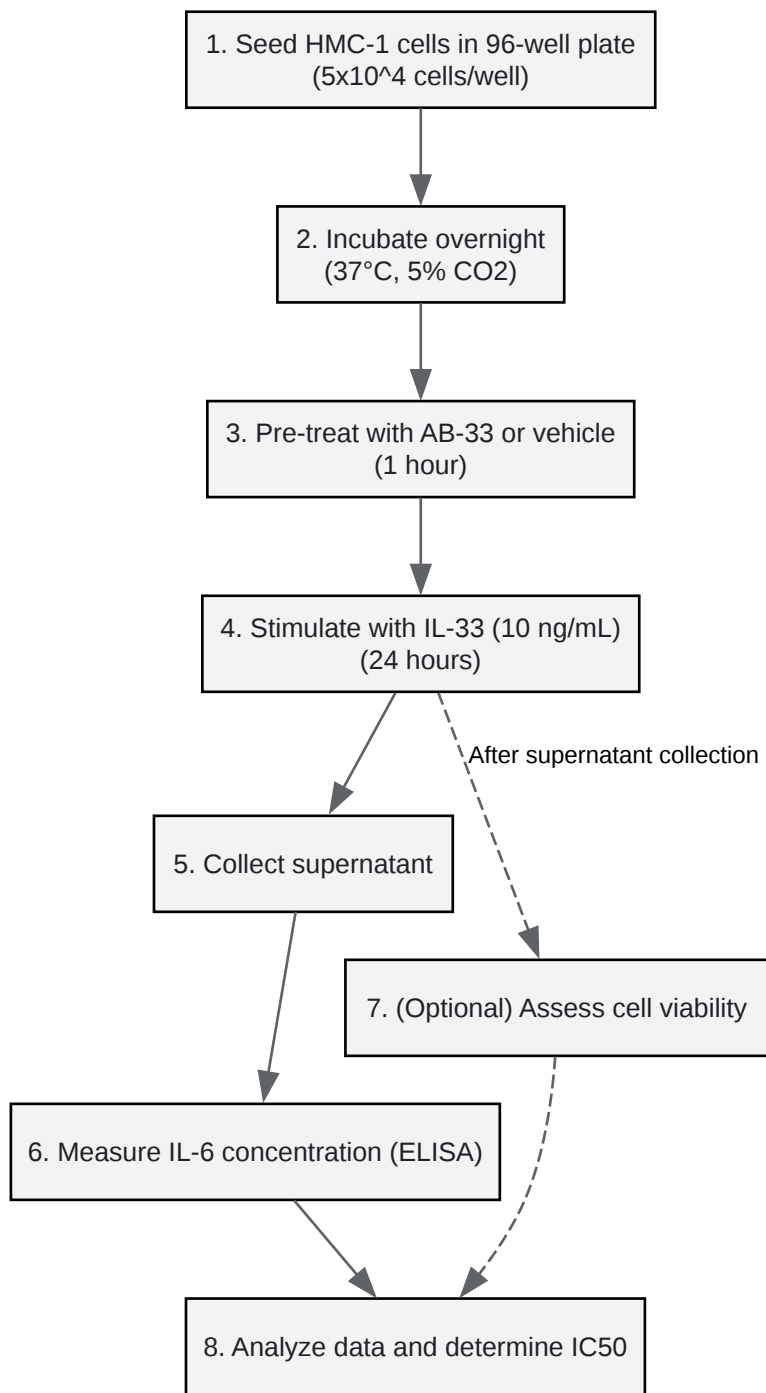 1. Seed HMC-1 cells in 96-well plate
(5x10^4 cells/well)
2. Incubate overnight
(37°C, 5% CO2)
3. Pre-treat with AB-33 or vehicle
(1 hour)
4. Stimulate with IL-33 (10 ng/mL)
(24 hours)
After supernatant collection
5. Collect supernatant
7. (Optional) Assess cell viability
6. Measure IL-6 concentration (ELISA)
8. Analyze data and determine IC50